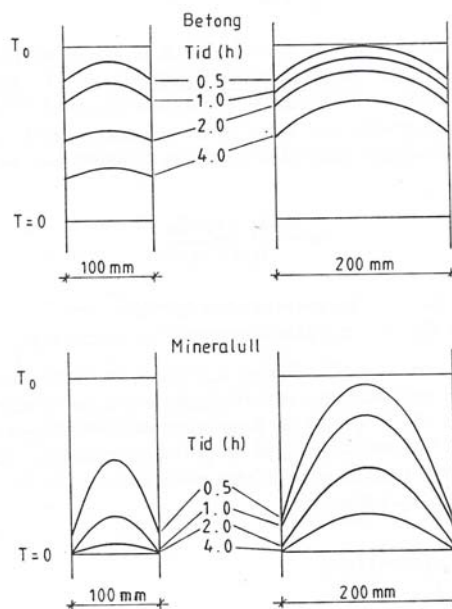 Betong
T₀
Tid (h)
0.5
1.0
2.0
4.0
T=0
100 mm
200 mm
Mineralull
T₀
Tid (h)
0.5
1.0
2.0
4.0
T=0
100 mm
200 mm